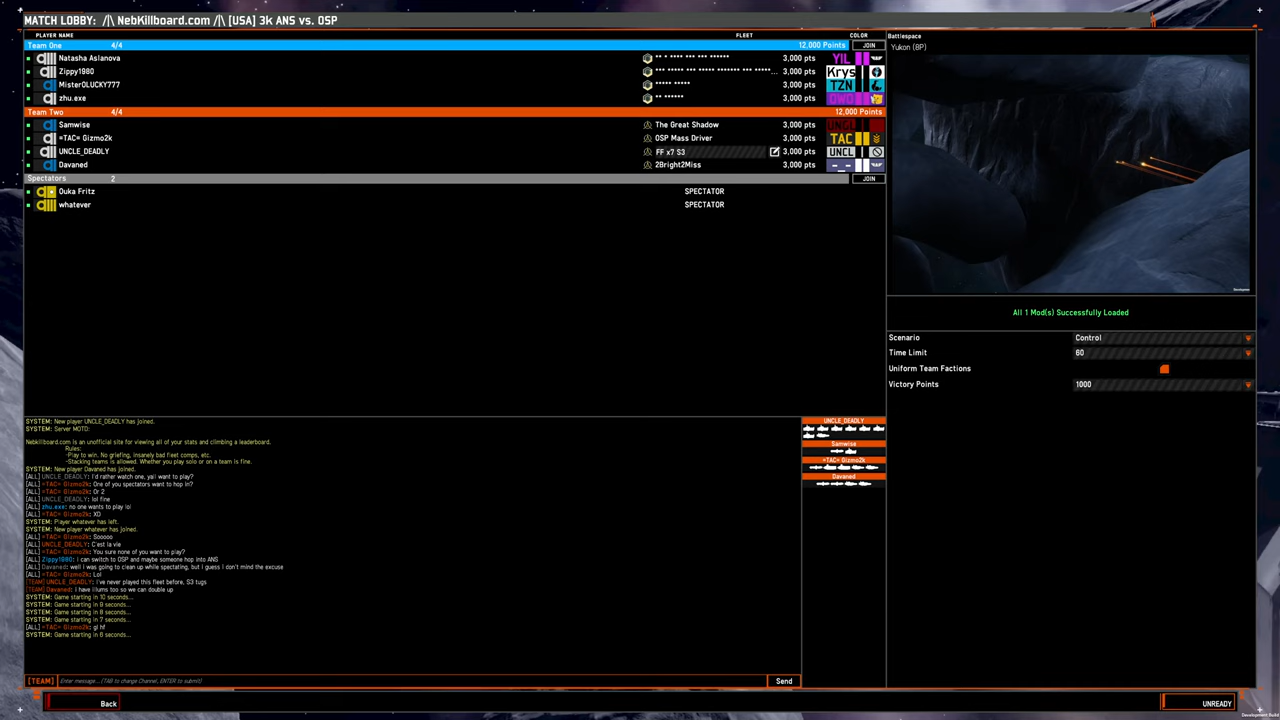 MATCH LOBBY: /|\ NebKillboard.com /|\ [USA] 3k ANS vs. OSP
PLAYER NAME FLEET COLOR
Team One 4/4 12,000 Points JOIN
Natasha Aslanova ** * **** *** *** ****** 3,000 pts YIL
Zippy1980 3,000 pts Krys
MisterOLUCKY777 ***** ***** 3,000 pts TZN
zhu.exe ** ****** 3,000 pts OWO
Team Two 4/4 12,000 Points
Samwise The Great Shadow 3,000 pts UNCL
=TAC= Gizmo2k OSP Mass Driver 3,000 pts TAC
UNCLE_DEADLY FF x7 S3 3,000 pts UNCL
Davaned 2Bright2Miss 3,000 pts
Spectators 2 JOIN
Ouka Fritz SPECTATOR
whatever SPECTATOR
Battlespace
Yukon (8P)
All 1 Mod(s) Successfully Loaded
Scenario Control
Time Limit 60
Uniform Team Factions
Victory Points 1000
SYSTEM: New player UNCLE_DEADLY has joined.
SYSTEM: Server MOTD:
Nebkillboard.com is an unofficial site for viewing all of your stats and climbing a leaderboard.
Rules:
-Play to win. No griefing, insanely bad fleet comps, etc.
-Stacking teams is allowed. Whether you play solo or on a team is fine.
SYSTEM: New player Davaned has joined.
[ALL] UNCLE_DEADLY: I'd rather watch one, yall want to play?
[ALL] =TAC= Gizmo2k: One of you spectators want to hop in?
[ALL] =TAC= Gizmo2k: Or 2
[ALL] UNCLE_DEADLY: lol fine
[ALL] zhu.exe: no one wants to play lol
[ALL] =TAC= Gizmo2k: XD
SYSTEM: Player whatever has left.
SYSTEM: New player whatever has joined.
[ALL] =TAC= Gizmo2k: Sooooo
[ALL] UNCLE_DEADLY: C'est la vie
[ALL] =TAC= Gizmo2k: You sure none of you want to play?
[ALL] Zippy1980: I can switch to OSP and maybe someone hop into ANS
[ALL] Davaned: well I was going to clean up while spectating, but I guess I don't mind the excuse
[ALL] =TAC= Gizmo2k: Lol
[TEAM] UNCLE_DEADLY: I've never played this fleet before, S3 tugs
[TEAM] Davaned: I have illums too so we can double up
SYSTEM: Game starting in 10 seconds...
SYSTEM: Game starting in 9 seconds...
SYSTEM: Game starting in 8 seconds...
SYSTEM: Game starting in 7 seconds...
[ALL] =TAC= Gizmo2k: gl hf
SYSTEM: Game starting in 6 seconds...
UNCLE_DEADLY
Samwise
=TAC= Gizmo2k
Davaned
[TEAM] Enter message... (TAB to change Channel, ENTER to submit) Send
Back UNREADY
Development Build